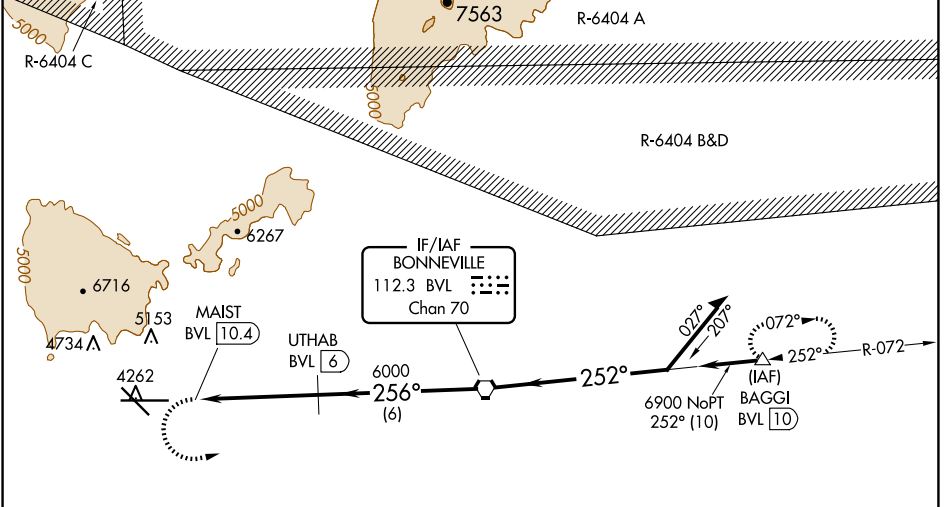 7563
R-6404 A
5000
R-6404 C
5000
R-6404 B&D
5000
6267
5000
6716
5153
4734
IF/IAF
BONNEVILLE
112.3 BVL
Chan 70
MAIST
BVL 10.4
UTHAB
BVL 6
027°
207°
072°
252°
R-072
4262
6000
256°
(6)
252°
6900 NoPT
252° (10)
(IAF)
BAGGI
BVL 10